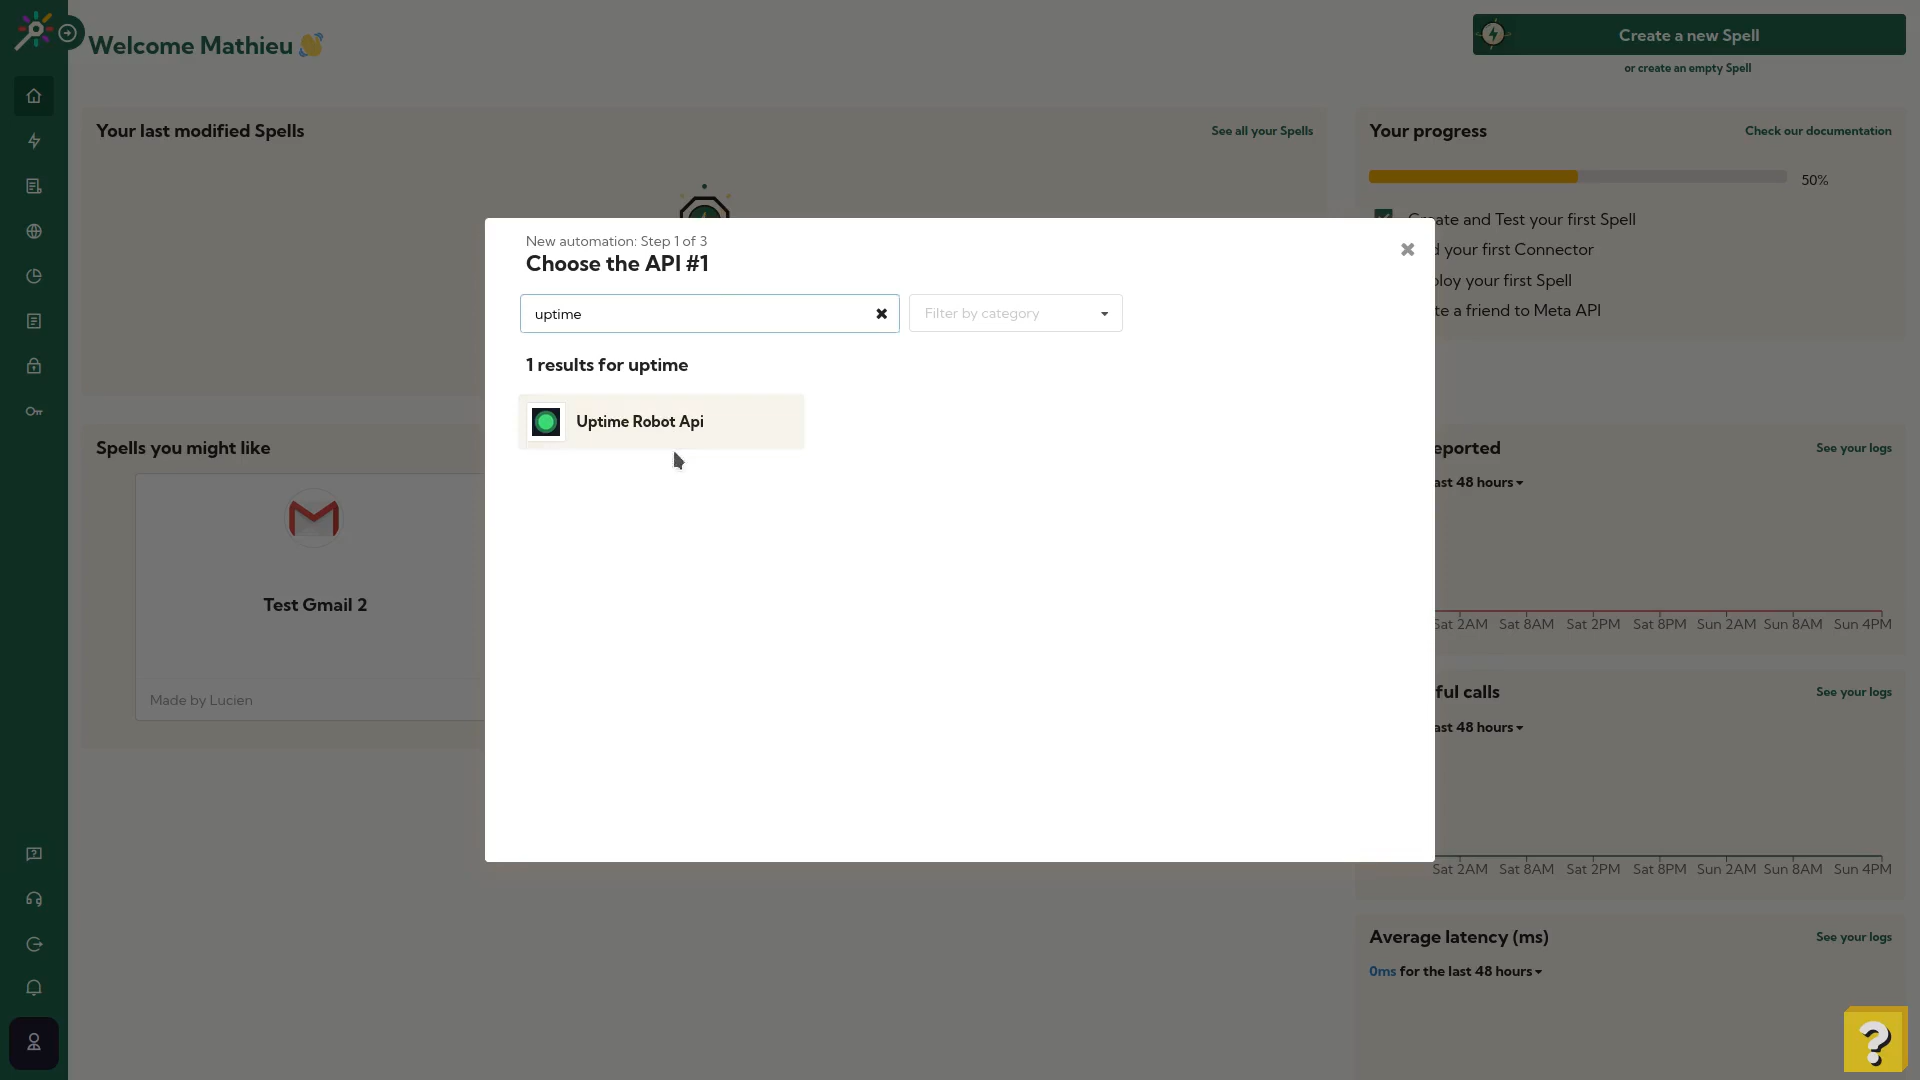 Welcome Mathieu
Create a new Spell
or create an empty Spell
Your last modified Spells
See all your Spells
Your progress
Check our documentation
50%
ate and Test your first Spell
your first Connector
loy your first Spell
te a friend to Meta API
New automation: Step 1 of 3
Choose the API #1
uptime
Filter by category
1 results for uptime
Uptime Robot Api
Spells you might like
Test Gmail 2
Made by Lucien
eported
See your logs
ast 48 hours
Sat 2AM Sat 8AM Sat 2PM Sat 8PM Sun 2AM Sun 8AM Sun 4PM
ful calls
See your logs
ast 48 hours
Sat 2AM Sat 8AM Sat 2PM Sat 8PM Sun 2AM Sun 8AM Sun 4PM
Average latency (ms)
See your logs
0ms for the last 48 hours
?